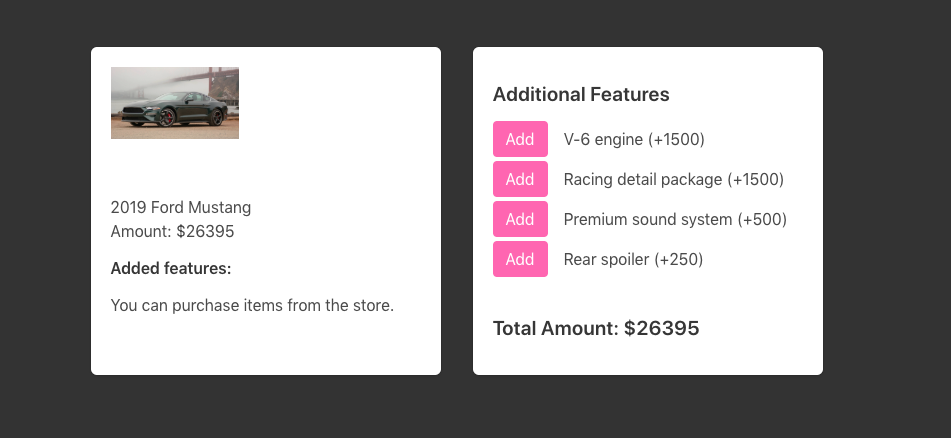 2019 Ford Mustang
Amount: $26395
Added features:
You can purchase items from the store.
Additional Features
Add V-6 engine (+1500)
Add Racing detail package (+1500)
Add Premium sound system (+500)
Add Rear spoiler (+250)
Total Amount: $26395